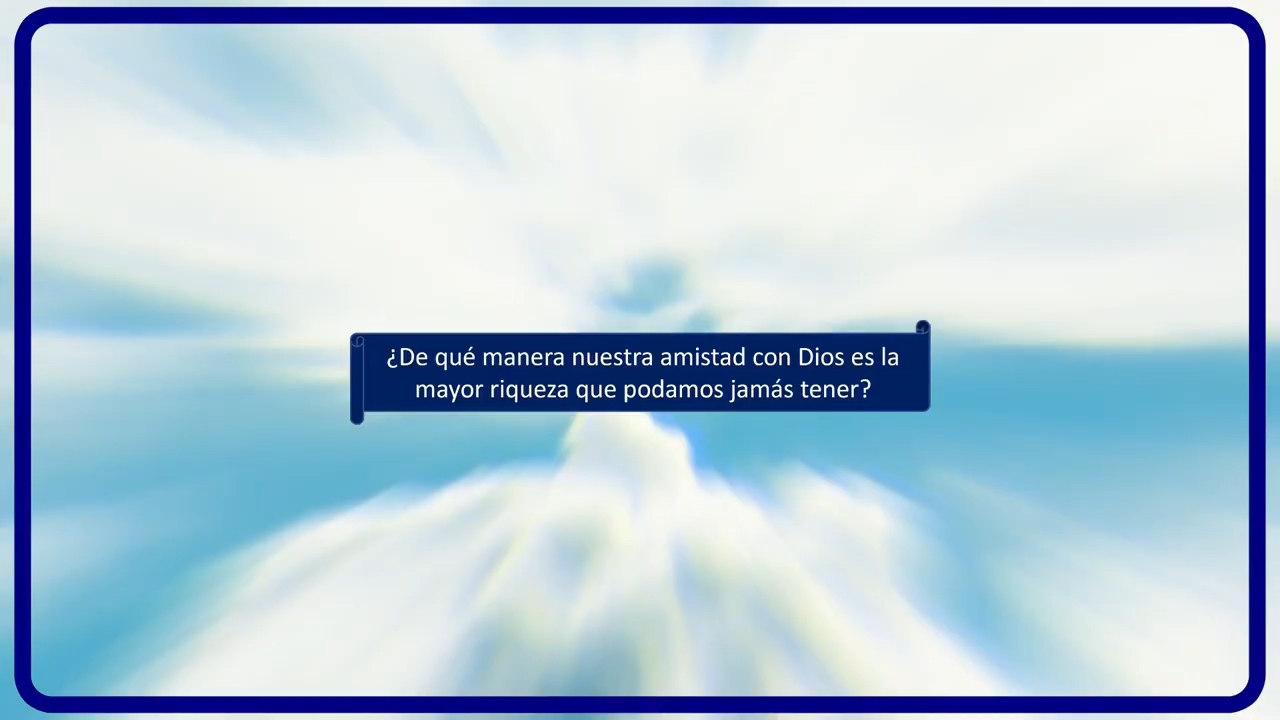 ¿De qué manera nuestra amistad con Dios es la
mayor riqueza que podamos jamás tener?